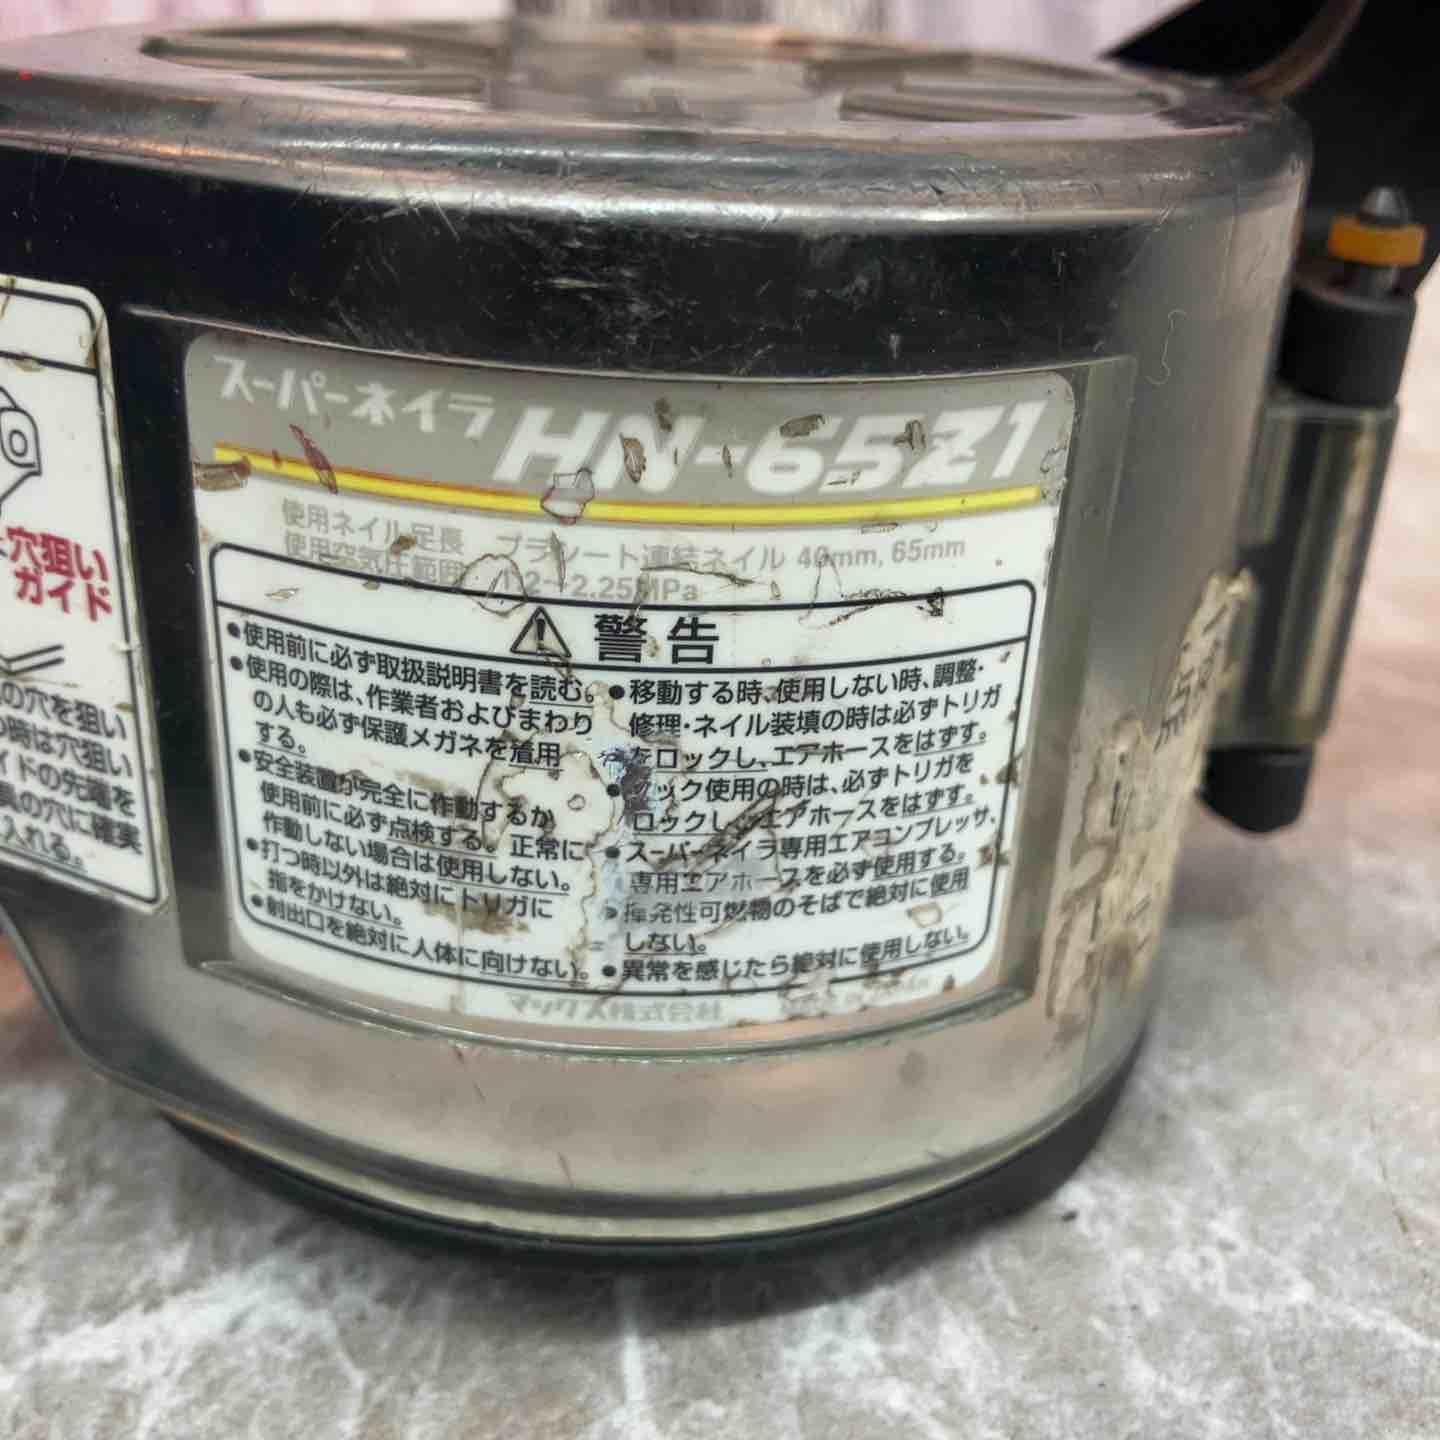 スーパーネイラ HN-65Z1
使用ネイル足長 プラシート連結ネイル 40mm, 65mm
使用空気圧範囲 1.2〜2.25MPa
⚠ 警告
●使用前に必ず取扱説明書を読む。
●使用の際は、作業者およびまわり
の人も必ず保護メガネを着用
する。
●安全装置が完全に作動するか
使用前に必ず点検する。正常に
作動しない場合は使用しない。
●打つ時以外は絶対にトリガに
指をかけない。
●射出口を絶対に人体に向けない。
●移動する時、使用しない時、調整・
修理・ネイル装填の時は必ずトリガ
をロックし、エアホースをはずす。
●フック使用の時は、必ずトリガを
ロックし、エアホースをはずす。
●スーパーネイラ専用エアコンプレッサ、
専用エアホースを必ず使用する。
●揮発性可燃物のそばで絶対に使用
しない。
●異常を感じたら絶対に使用しない。
マックス株式会社
穴狙い
ガイド
の穴を狙い
時は穴狙い
イドの先端を
具の穴に確実
入れる。